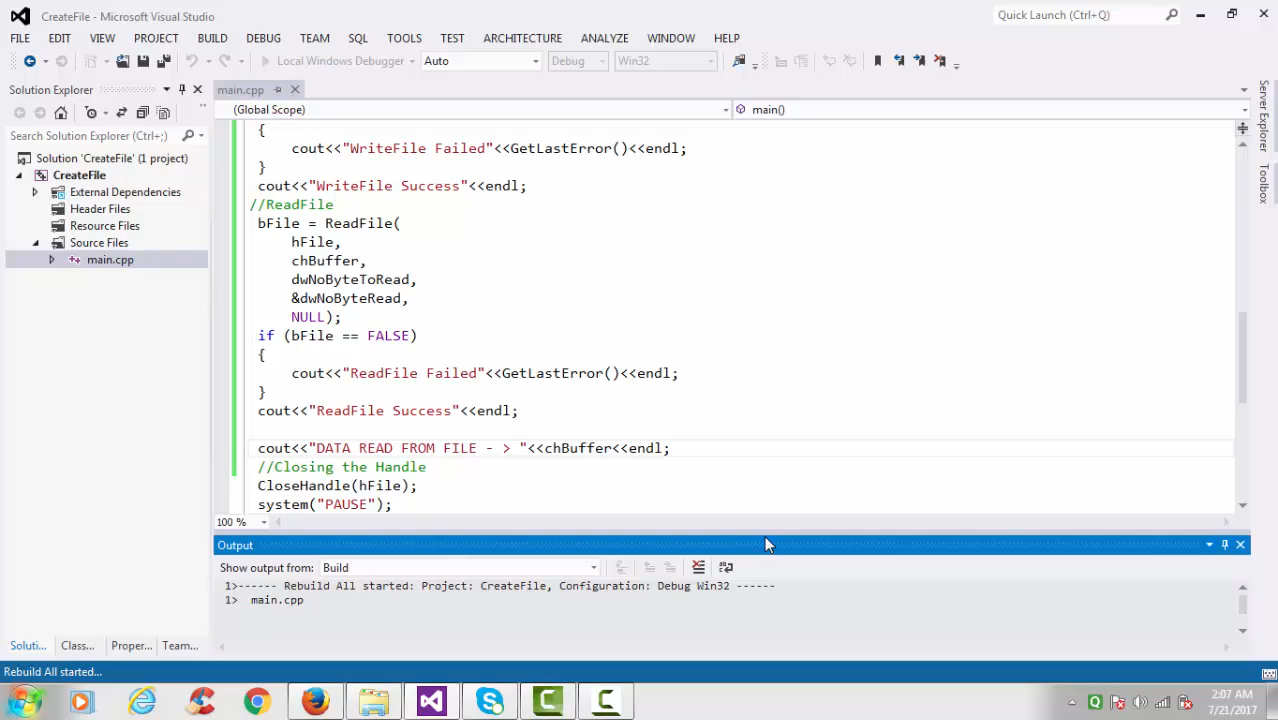 CreateFile - Microsoft Visual Studio
Quick Launch (Ctrl+Q)
FILE EDIT VIEW PROJECT BUILD DEBUG TEAM SQL TOOLS TEST ARCHITECTURE ANALYZE WINDOW HELP
Local Windows Debugger Auto Debug Win32
Solution Explorer
main.cpp
(Global Scope) main()
Search Solution Explorer (Ctrl+;)
Solution 'CreateFile' (1 project)
CreateFile
External Dependencies
Header Files
Resource Files
Source Files
main.cpp
{
cout<<"WriteFile Failed"<<GetLastError()<<endl;
}
cout<<"WriteFile Success"<<endl;
//ReadFile
bFile = ReadFile(
hFile,
chBuffer,
dwNoByteToRead,
&dwNoByteRead,
NULL);
if (bFile == FALSE)
{
cout<<"ReadFile Failed"<<GetLastError()<<endl;
}
cout<<"ReadFile Success"<<endl;
cout<<"DATA READ FROM FILE - > "<<chBuffer<<endl;
//Closing the Handle
CloseHandle(hFile);
system("PAUSE");
100 %
Server Explorer
Toolbox
Output
Show output from: Build
1>------ Rebuild All started: Project: CreateFile, Configuration: Debug Win32 ------
1> main.cpp
Soluti... Class... Proper... Team...
Rebuild All started...
2:07 AM
7/21/2017